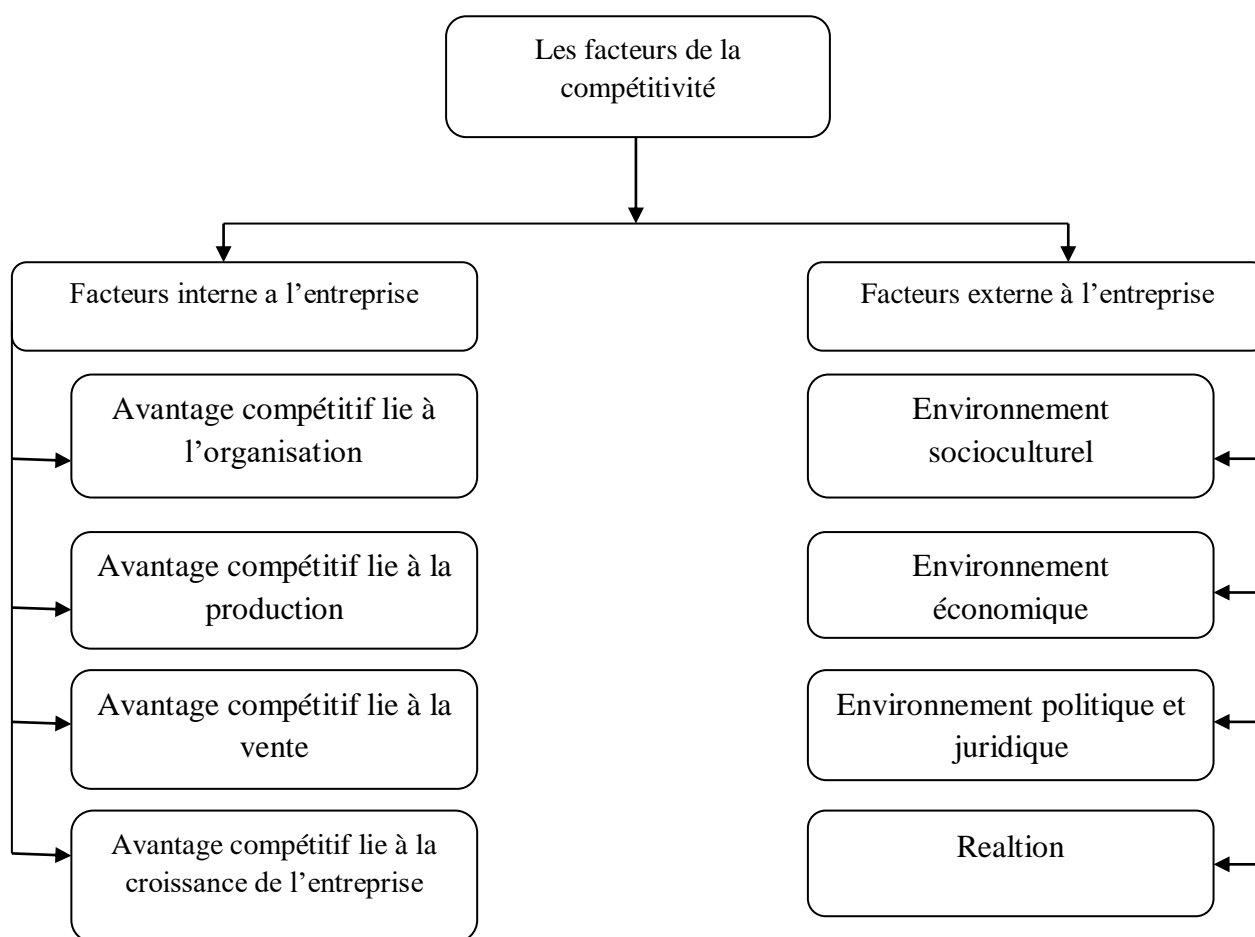 Les facteurs de la
compétitivité
Facteurs interne a l’entreprise
Facteurs externe à l’entreprise
Avantage compétitif lie à
l’organisation
Environnement
socioculturel
Avantage compétitif lie à la
production
Environnement
économique
Avantage compétitif lie à la
vente
Environnement politique et
juridique
Avantage compétitif lie à la
croissance de l’entreprise
Realtion